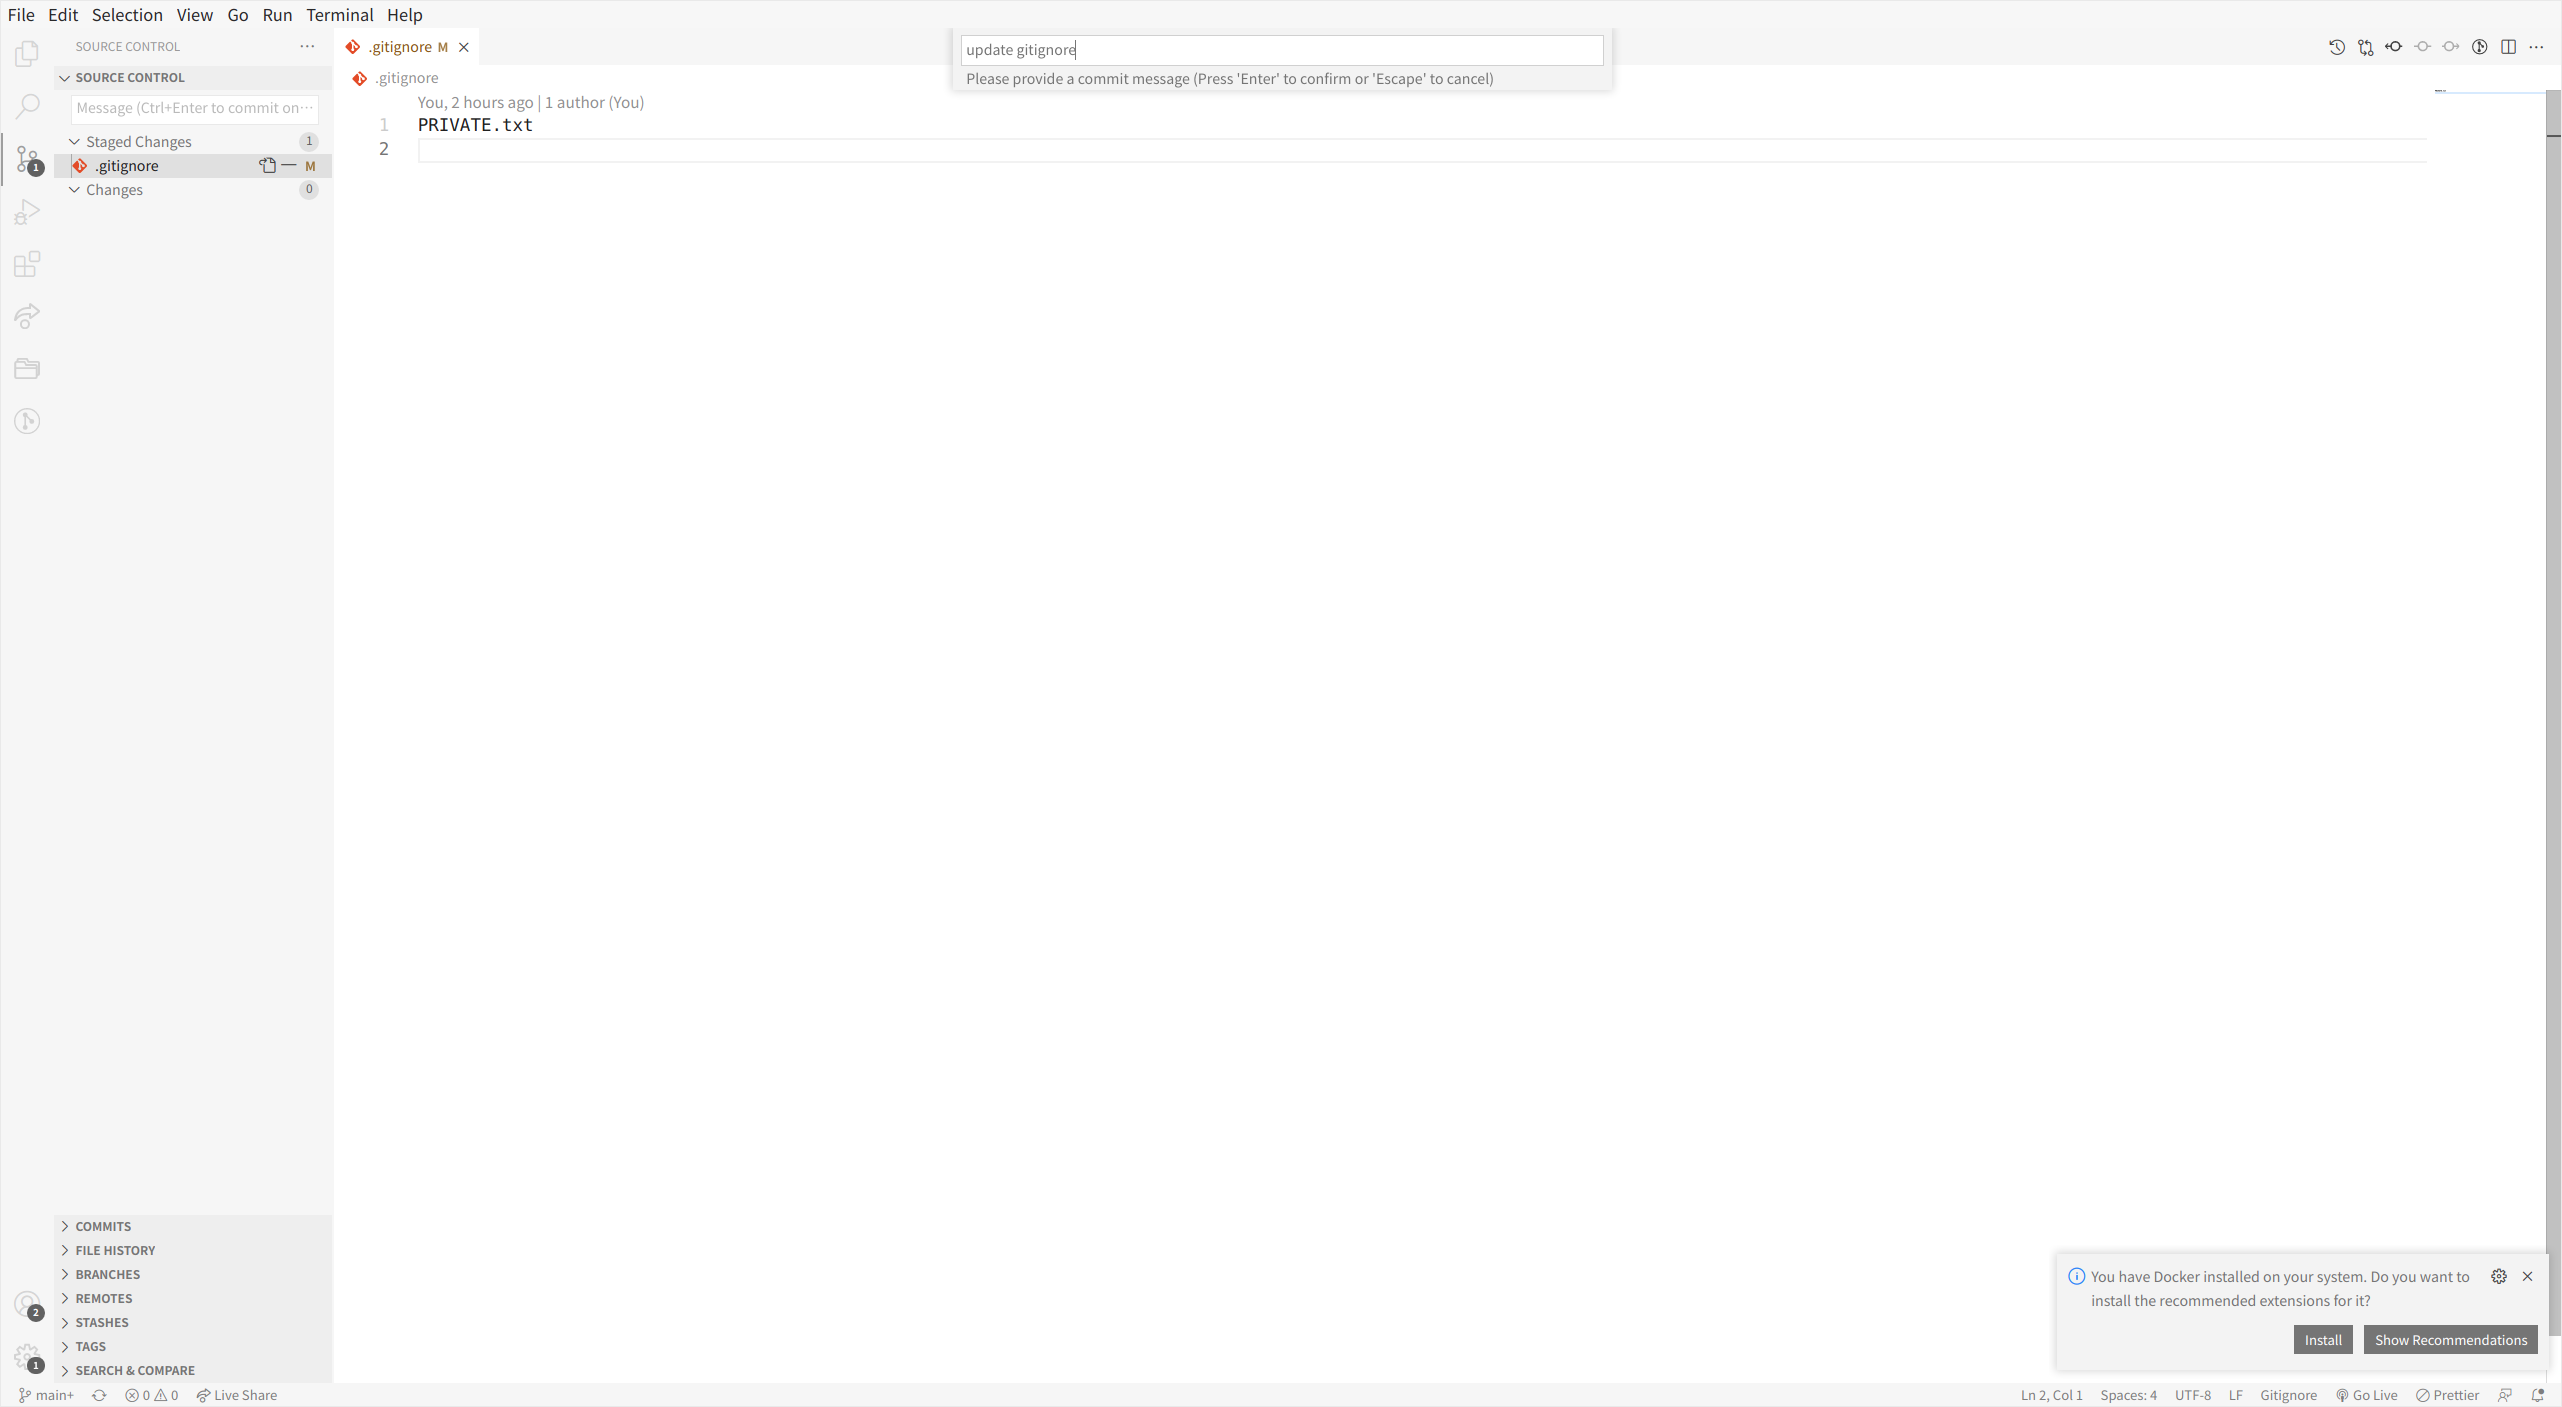 File Edit Selection View Go Run Terminal Help
SOURCE CONTROL
.gitignore M
update gitignore
Please provide a commit message (Press 'Enter' to confirm or 'Escape' to cancel)
SOURCE CONTROL
Message (Ctrl+Enter to commit on···
Staged Changes 1
.gitignore M
Changes 0
1
.gitignore
You, 2 hours ago | 1 author (You)
1 PRIVATE.txt
2
COMMITS
FILE HISTORY
BRANCHES
REMOTES
STASHES
TAGS
SEARCH & COMPARE
2
1
You have Docker installed on your system. Do you want to
install the recommended extensions for it?
Install Show Recommendations
main+ 0 0 Live Share
Ln 2, Col 1 Spaces: 4 UTF-8 LF Gitignore Go Live Prettier